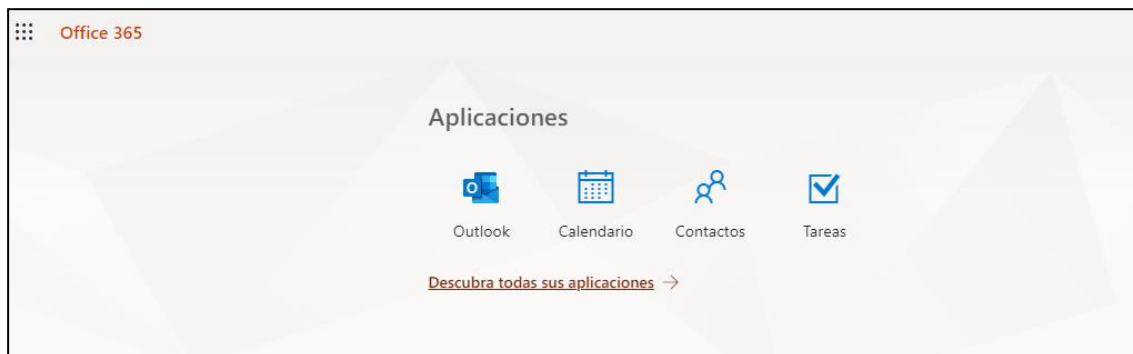 Office 365
Aplicaciones
Outlook Calendario Contactos Tareas
Descubra todas sus aplicaciones →